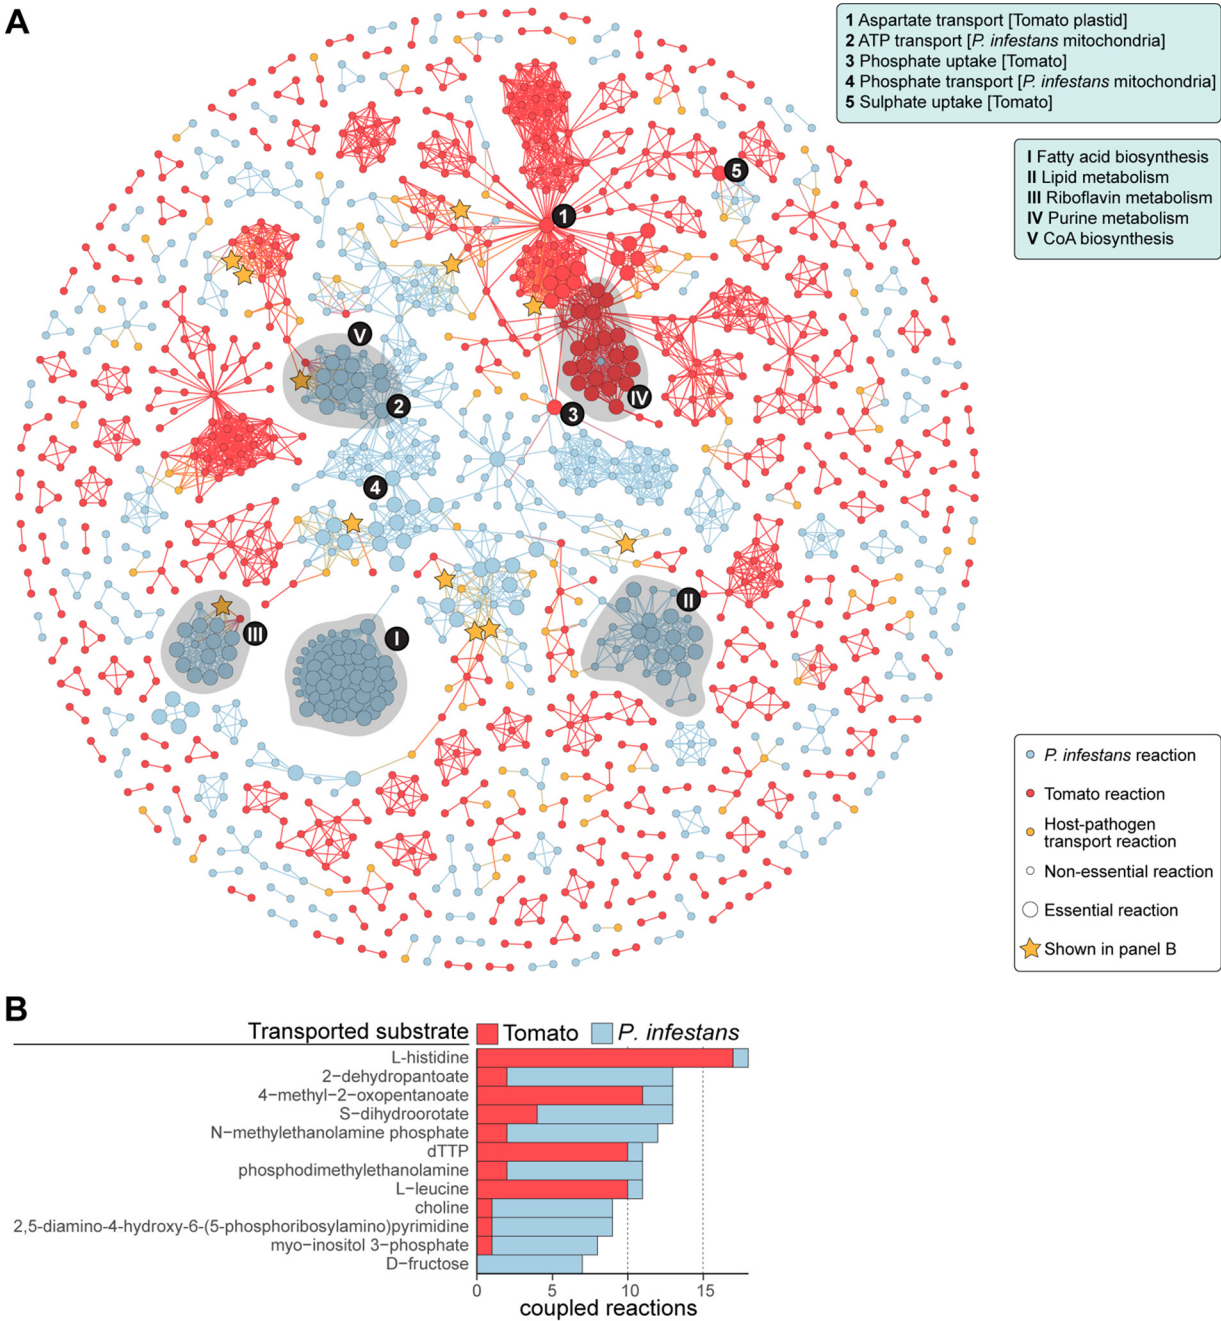 A
1 Aspartate transport [Tomato plastid]
2 ATP transport [P. infestans mitochondria]
3 Phosphate uptake [Tomato]
4 Phosphate transport [P. infestans mitochondria]
5 Sulphate uptake [Tomato]
I Fatty acid biosynthesis
II Lipid metabolism
III Riboflavin metabolism
IV Purine metabolism
V CoA biosynthesis
5
1
V
IV
2
3
4
II
III
I
P. infestans reaction
Tomato reaction
Host-pathogen
transport reaction
Non-essential reaction
Essential reaction
Shown in panel B
B
Transported substrate Tomato P. infestans
L-histidine
2-dehydropantoate
4-methyl-2-oxopentanoate
S-dihydroorotate
N-methylethanolamine phosphate
dTTP
phosphodimethylethanolamine
L-leucine
choline
2,5-diamino-4-hydroxy-6-(5-phosphoribosylamino)pyrimidine
myo-inositol 3-phosphate
D-fructose
0 5 10 15
coupled reactions